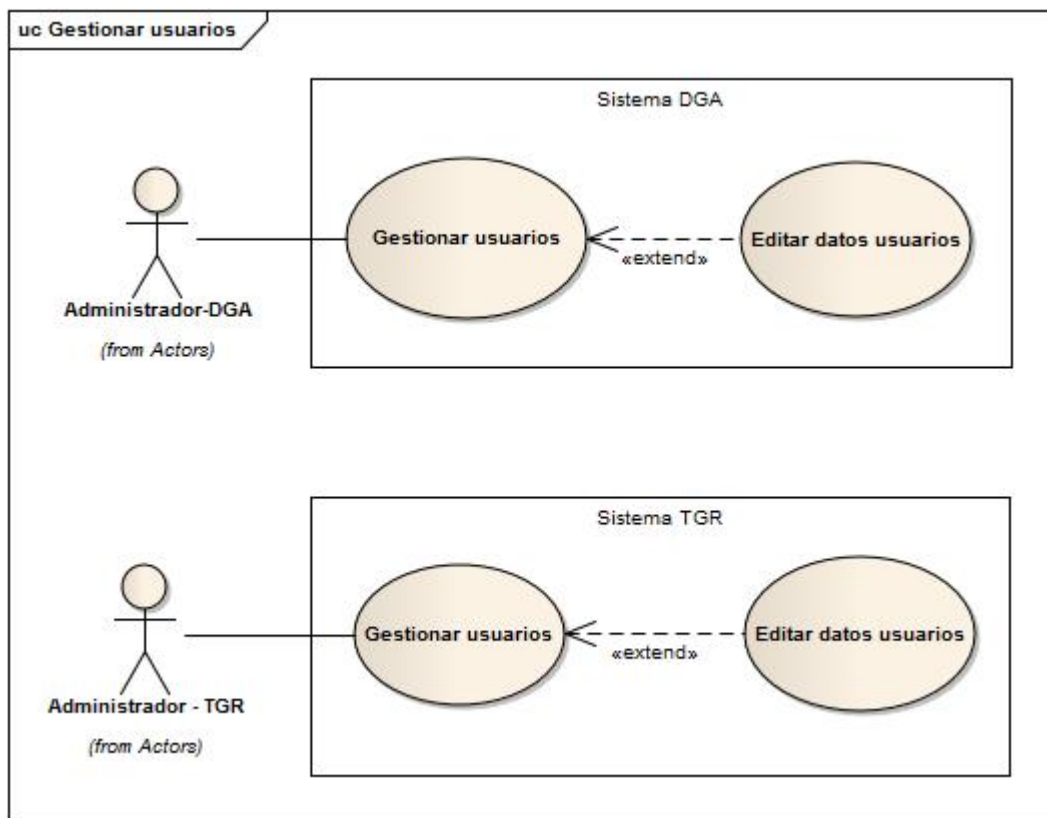 uc Gestionar usuarios
Sistema DGA
Gestionar usuarios
Editar datos usuarios
«extend»
Administrador-DGA
(from Actors)
Sistema TGR
Gestionar usuarios
Editar datos usuarios
«extend»
Administrador - TGR
(from Actors)